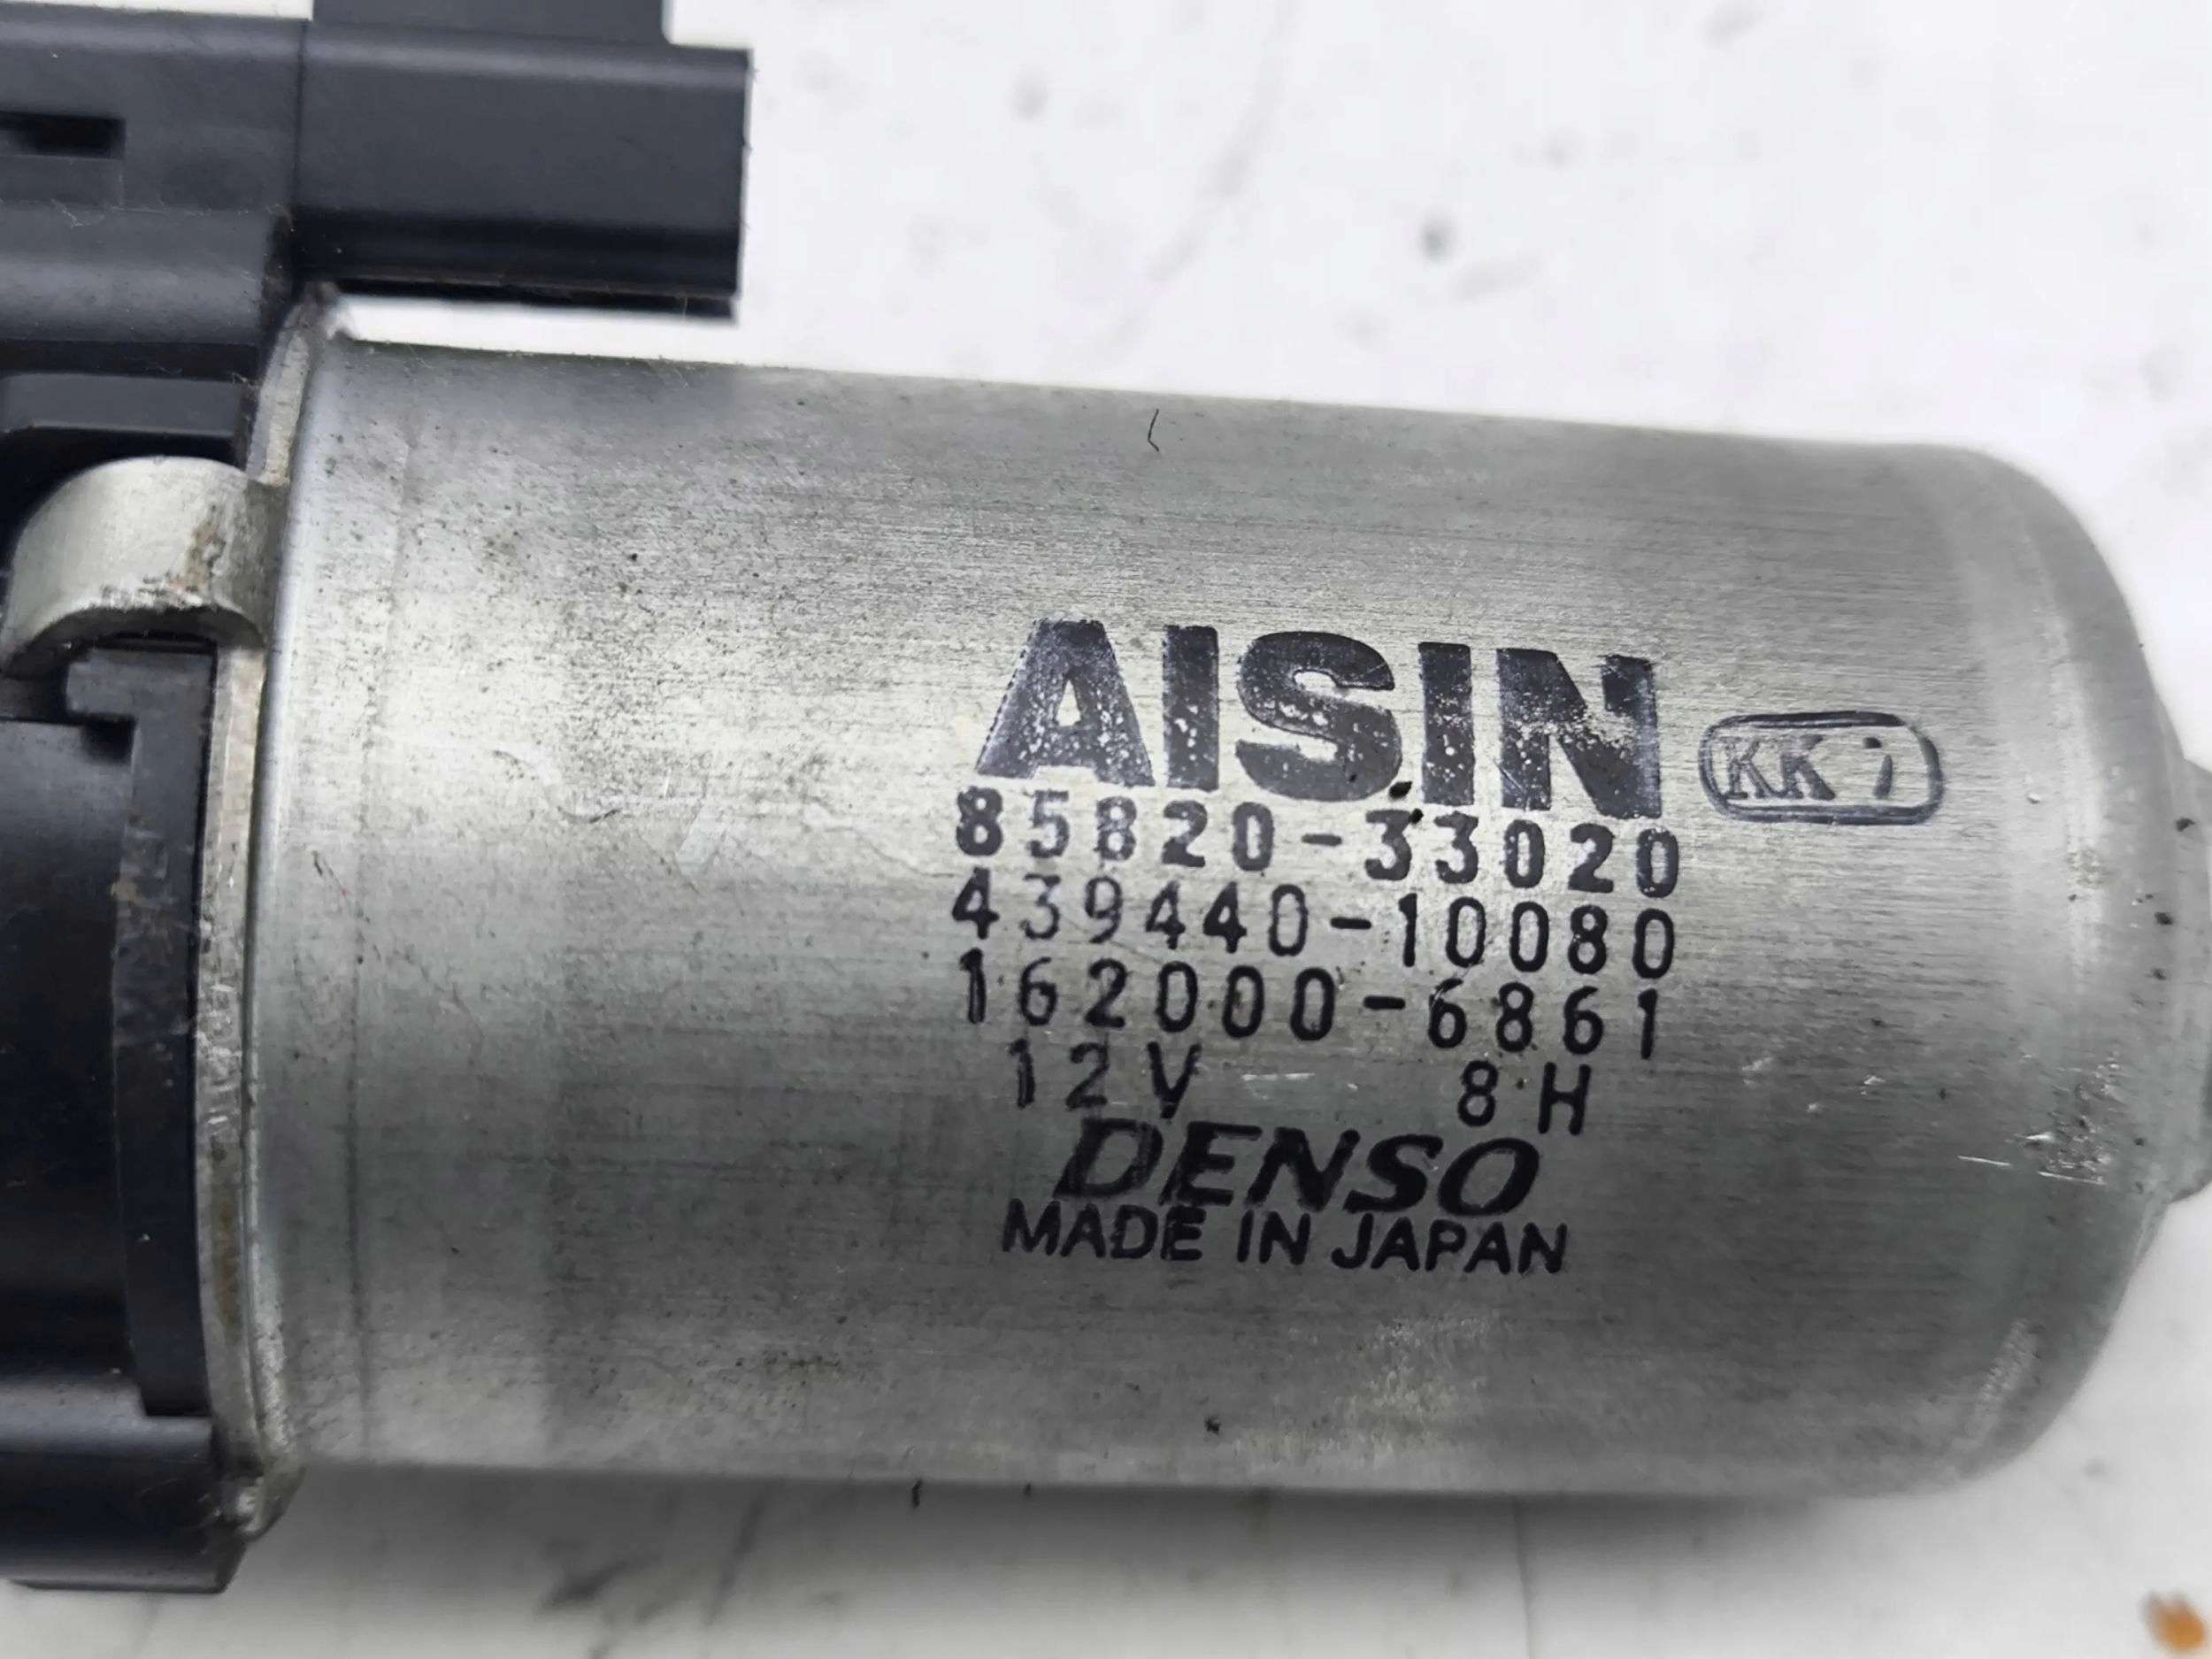 AISIN
KK
85820-33020
439440-10080
162000-6861
12V 8H
DENSO
MADE IN JAPAN